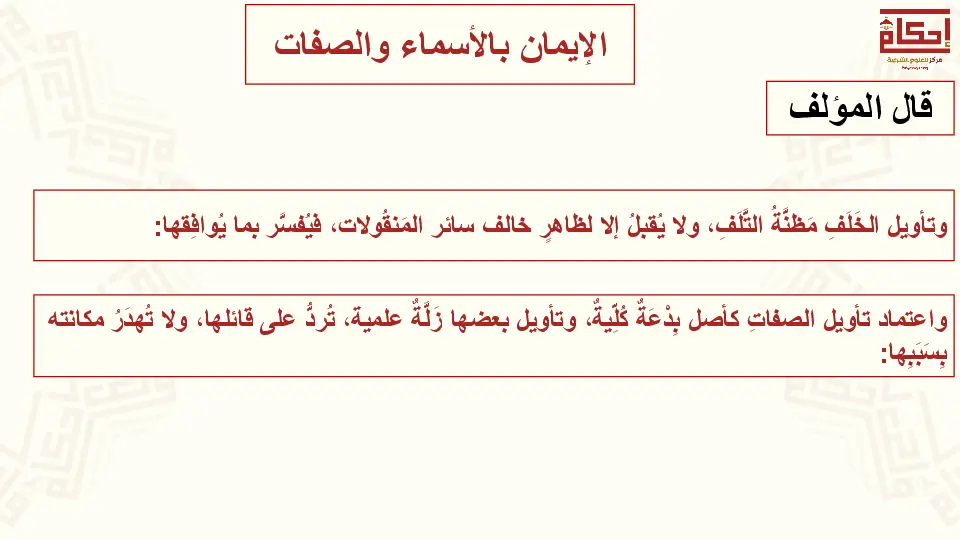 إحكام
مركز للعلوم الشرعية
الإيمان بالأسماء والصفات
قال المؤلف
وتأويل الخَلَفِ مَظنَّةُ التَّلَفِ، ولا يُقبلُ إلا لظاهرٍ خالف سائر المَنقُولات، فيُفسَّر بما يُوافِقها:
واعتماد تأويل الصفاتِ كأصل بِدْعَةٌ كُلِّيةٌ، وتأويل بعضها زَلَّةٌ علمية، تُردُّ على قائلها، ولا تُهدَرُ مكانته
بِسَبَبِها: